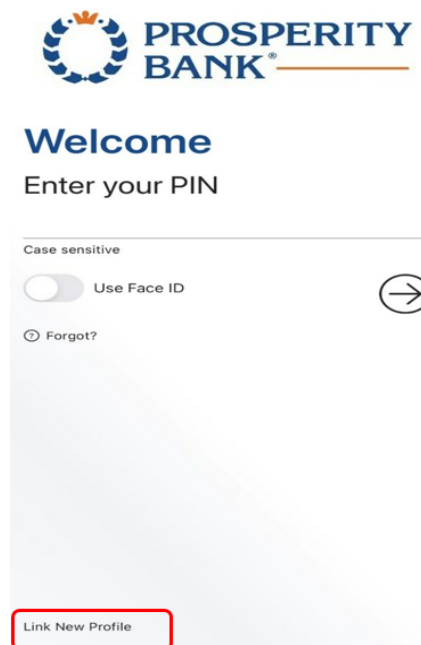 PROSPERITY
BANK®
Welcome
Enter your PIN
Case sensitive
Use Face ID
Forgot?
Link New Profile